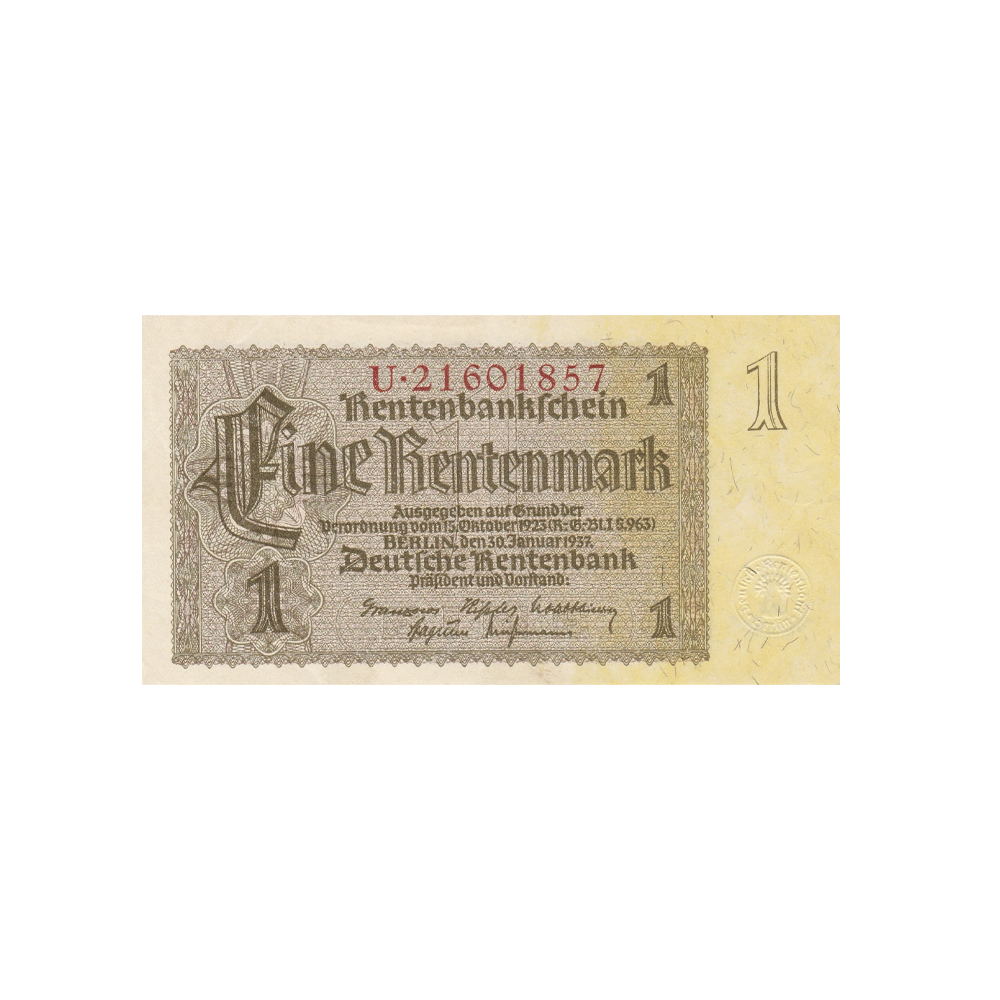 U·21601857
1
1
Rentenbankſchein
Eine Rentenmark
Ausgegeben auf Grund der
Verordnung vom 15. Oktober 1923 (R.-G.-Bl. I S. 963)
BERLIN, den 30. Januar 1937.
Deutſche Rentenbank
Präſident und Vorſtand:
1
1